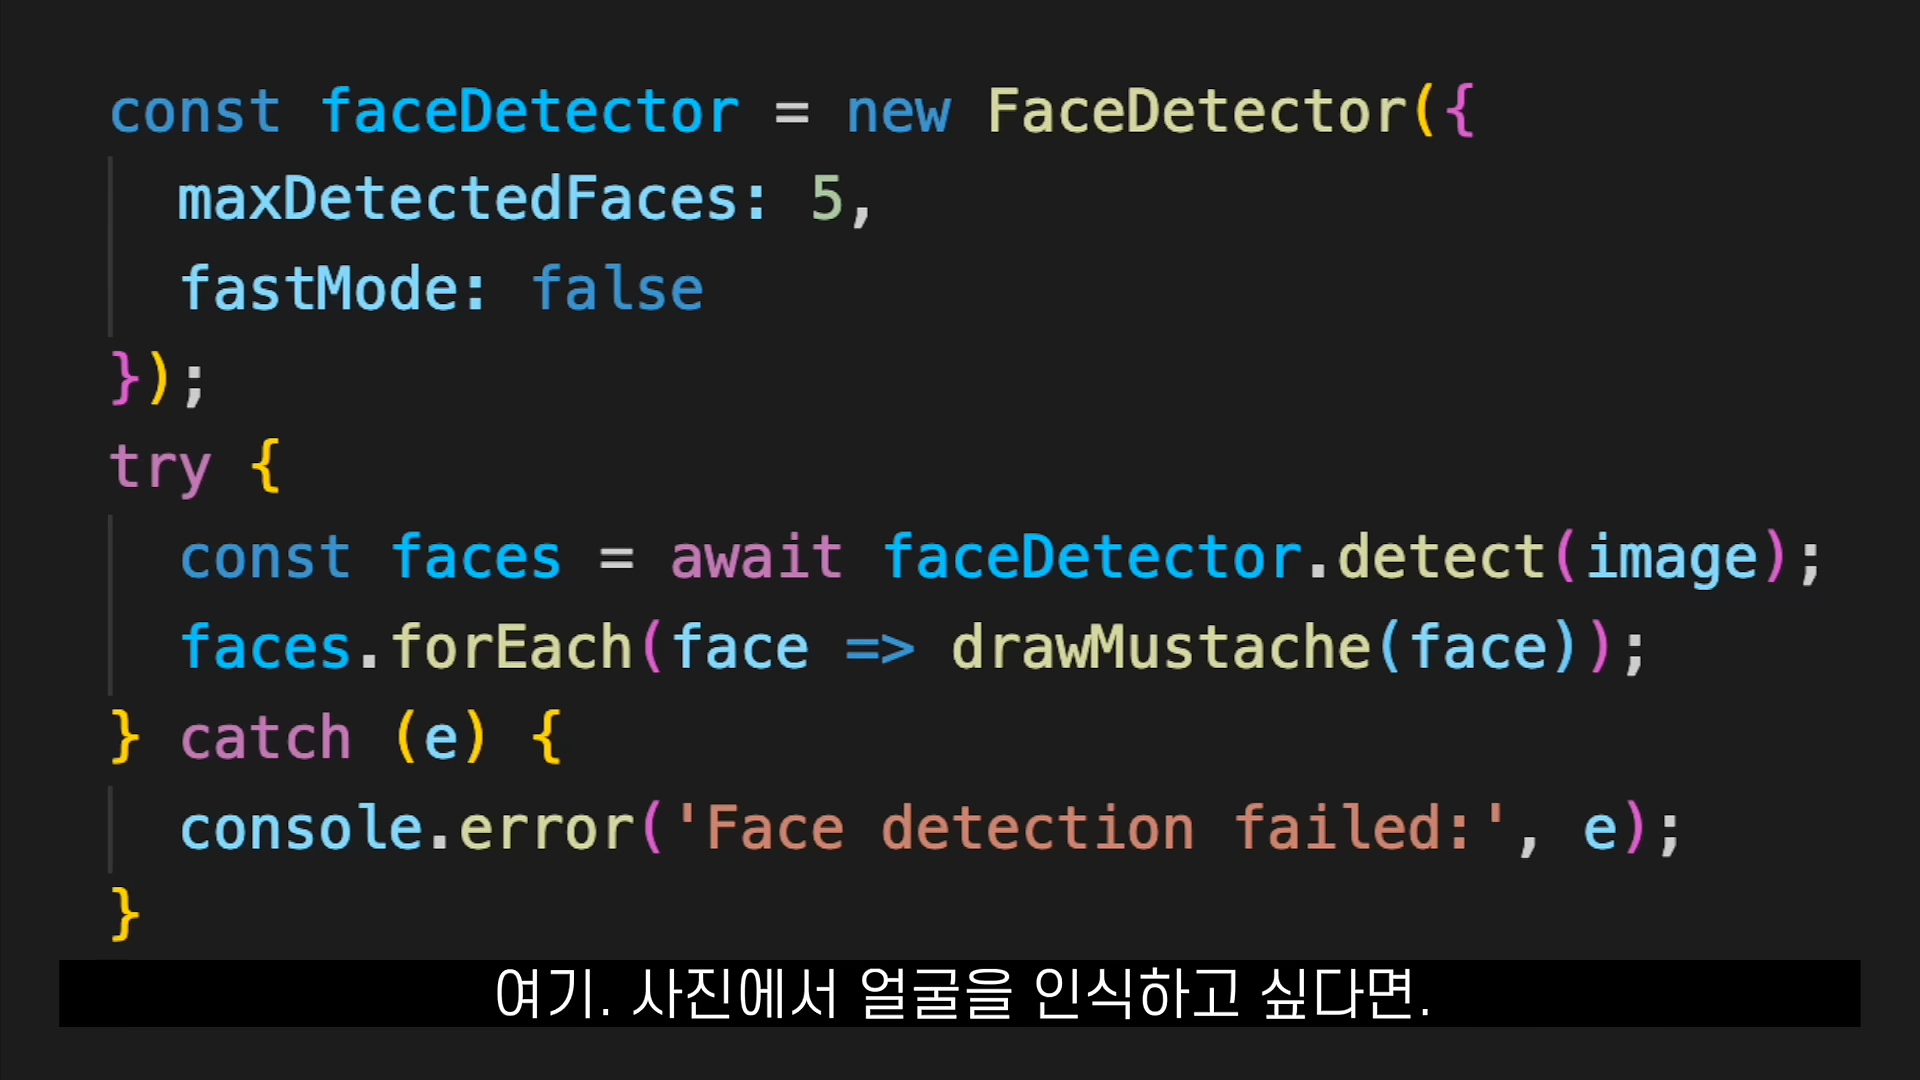 const faceDetector = new FaceDetector({
  maxDetectedFaces: 5,
  fastMode: false
});
try {
  const faces = await faceDetector.detect(image);
  faces.forEach(face => drawMustache(face));
} catch (e) {
  console.error('Face detection failed:', e);
}
여기. 사진에서 얼굴을 인식하고 싶다면.